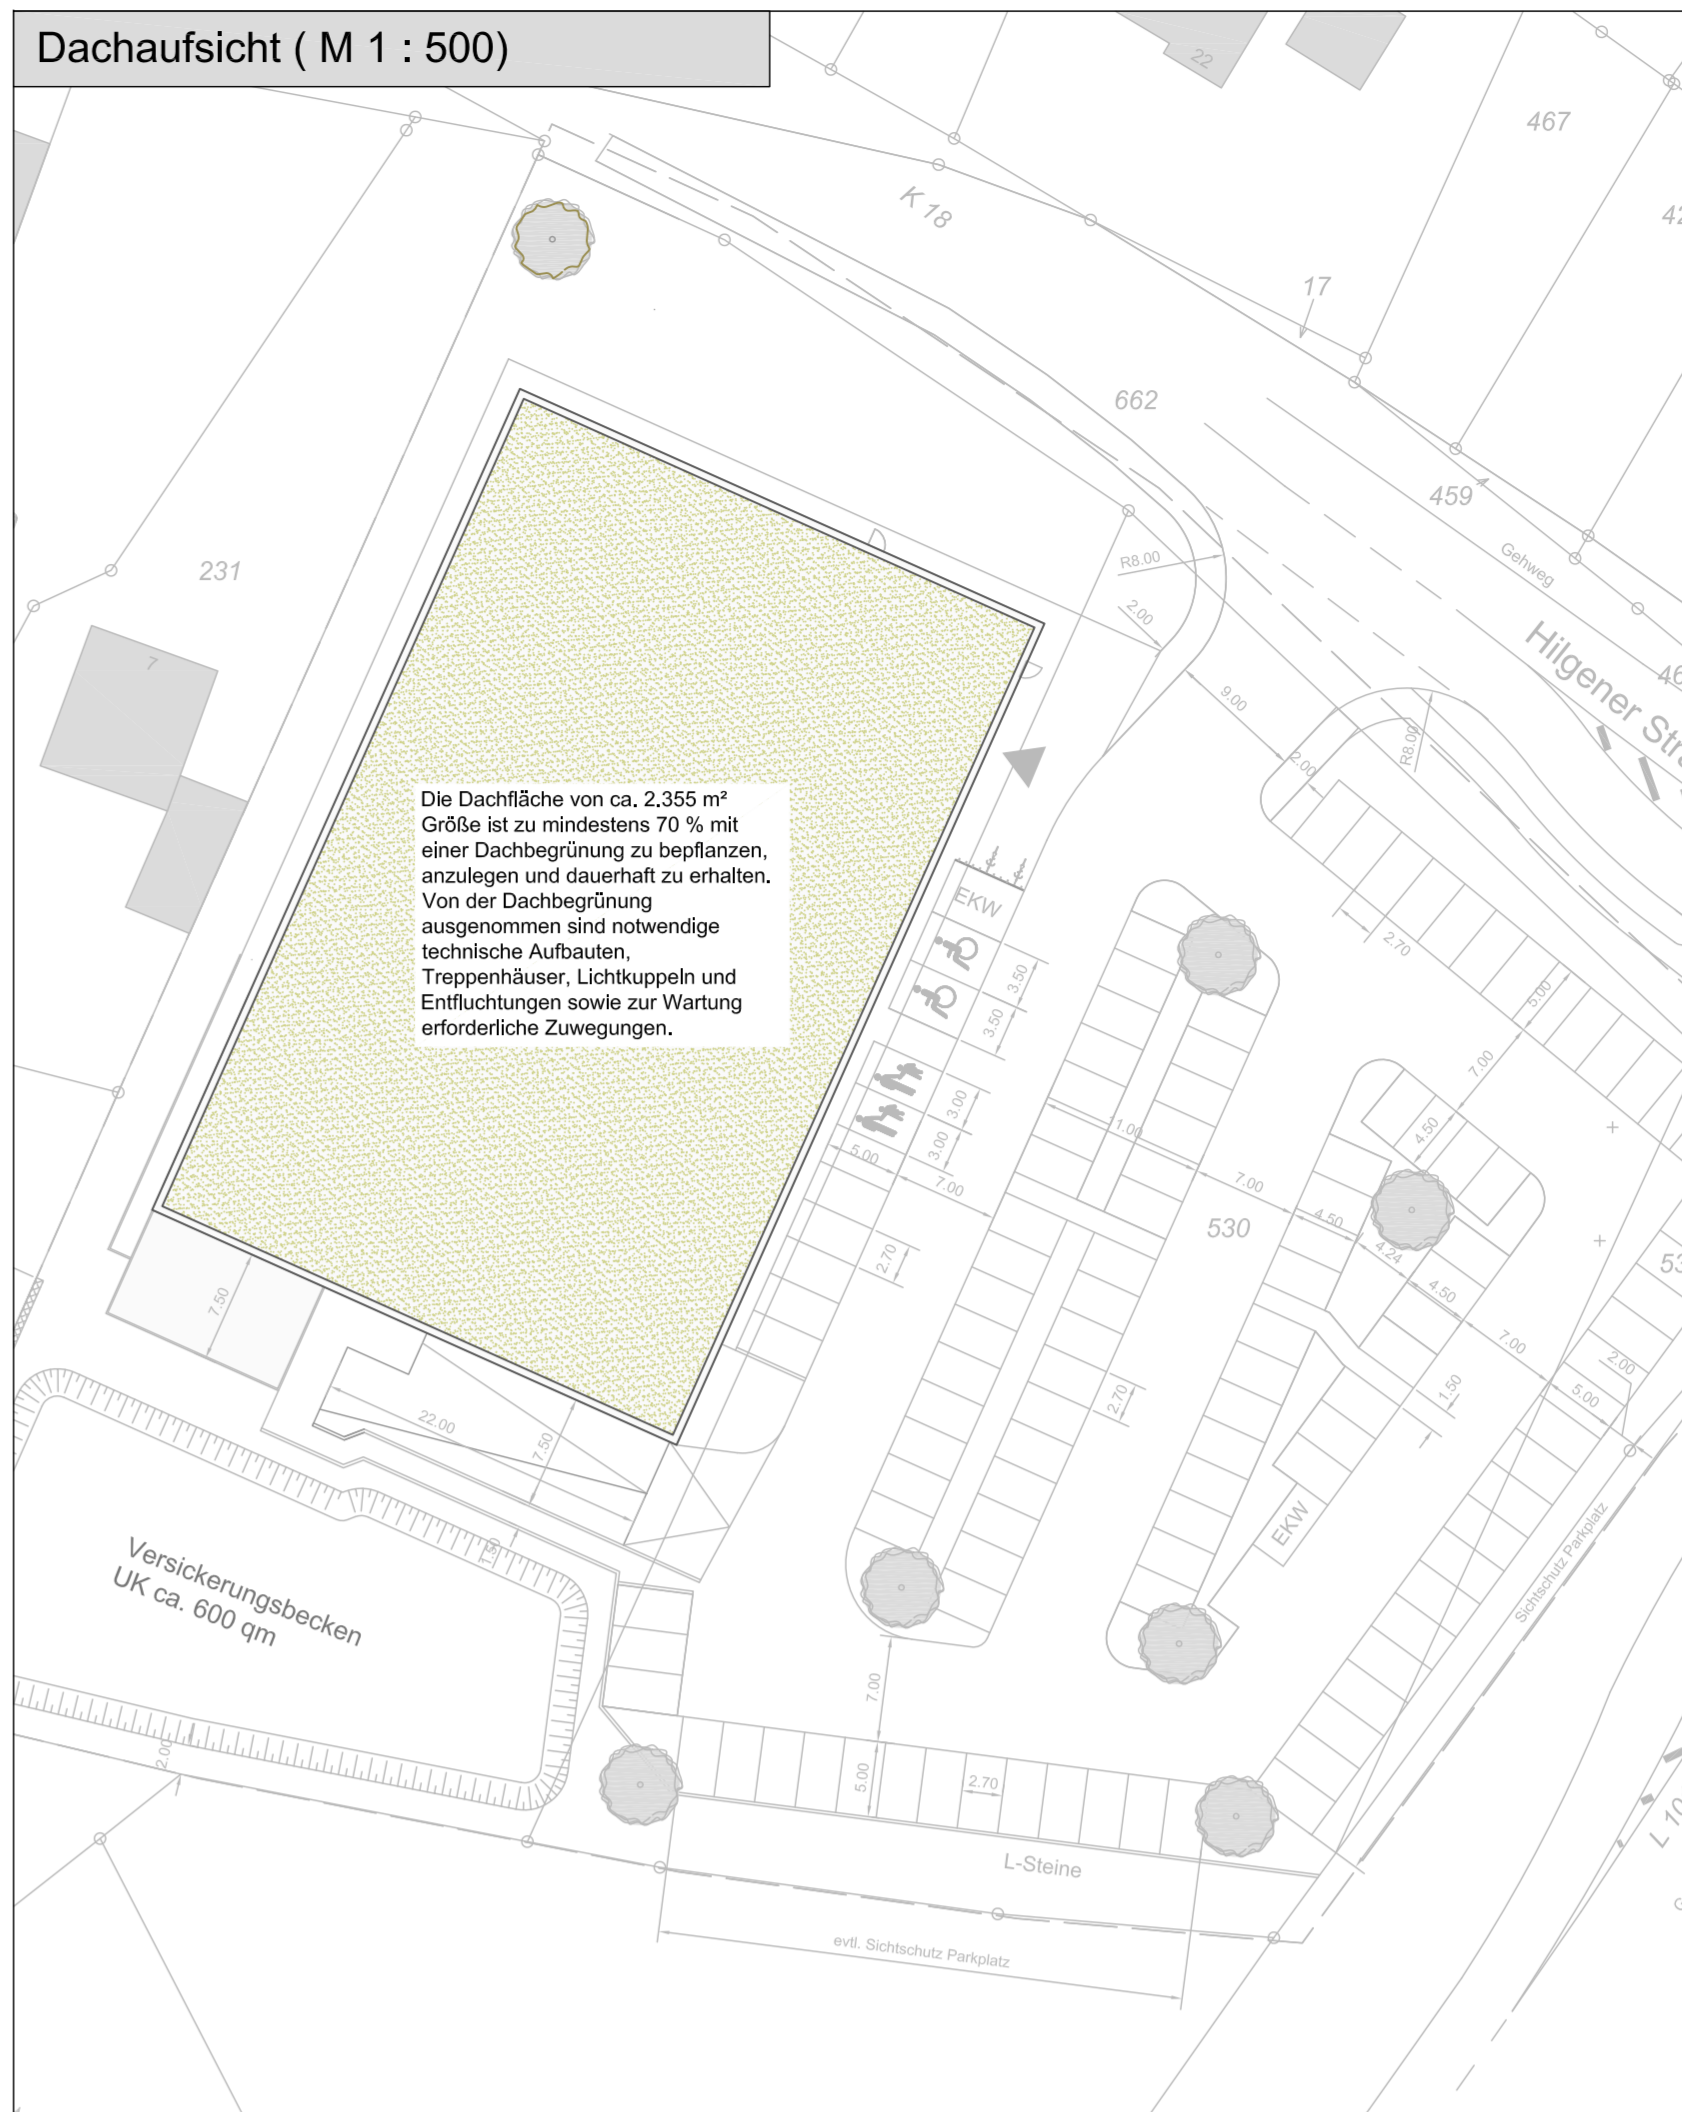 Dachaufsicht ( M 1 : 500)
22
467
K 18
17
662
459
Gehweg
Hilgener
231
7
R8.00
2.00
9.00
R8.00
2.00
Die Dachfläche von ca. 2.355 m²
Größe ist zu mindestens 70 % mit
einer Dachbegrünung zu bepflanzen,
anzulegen und dauerhaft zu erhalten.
Von der Dachbegrünung
ausgenommen sind notwendige
technische Aufbauten,
Treppenhäuser, Lichtkuppeln und
Entfluchtungen sowie zur Wartung
erforderliche Zuwegungen.
EKW
2.70
3.50
5.00
3.50
7.00
3.00
4.50
3.00
11.00
5.00
7.00
7.00
530
4.50
4.24
4.50
2.70
7.50
7.00
2.00
5.00
1.50
2.70
22.00
7.50
EKW
Sichtschutz Parkplatz
1.50
Versickerungsbecken
UK ca. 600 qm
7.00
2.00
5.00
2.70
L-Steine
evtl. Sichtschutz Parkplatz